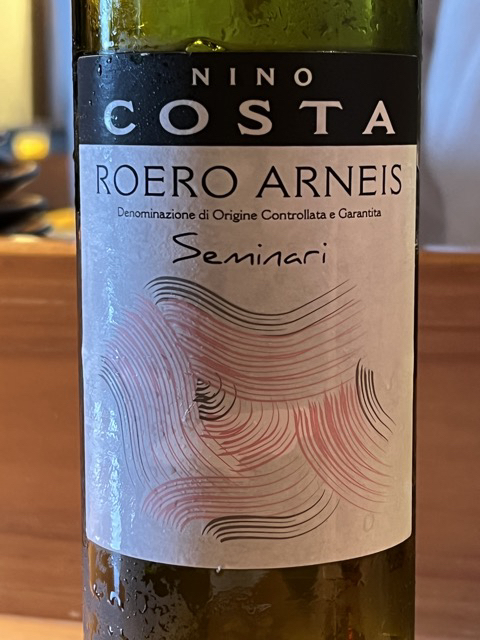 NINO
COSTA
ROERO ARNEIS
Denominazione di Origine Controllata e Garantita
Seminari